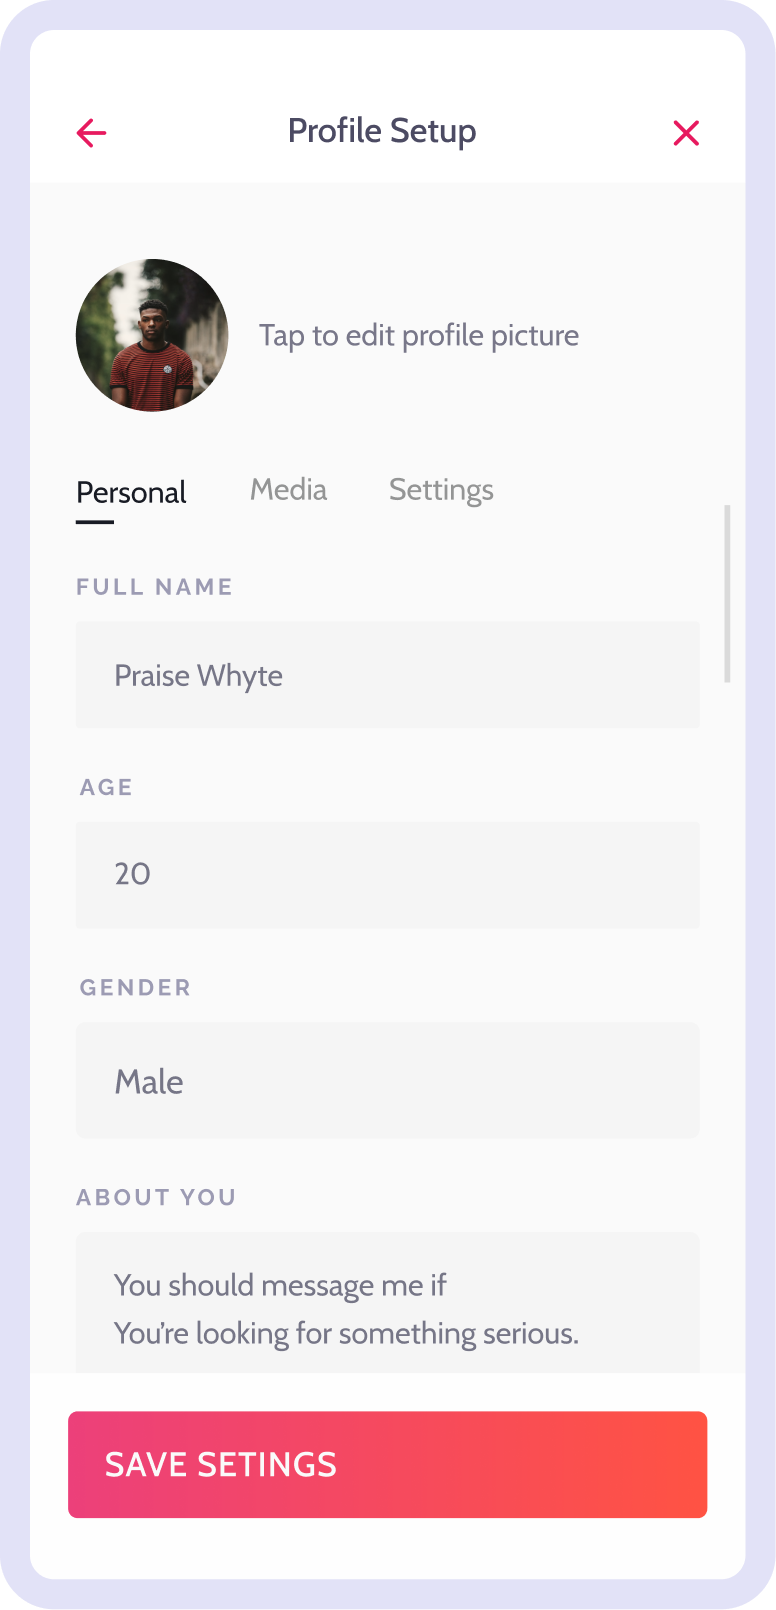 Profile Setup
Tap to edit profile picture
Personal Media Settings
FULL NAME
Praise Whyte
AGE
20
GENDER
Male
ABOUT YOU
You should message me if
You’re looking for something serious.
SAVE SETINGS